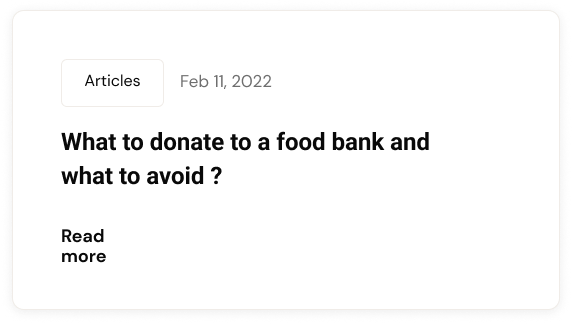 Articles Feb 11, 2022
What to donate to a food bank and
what to avoid ?
Read
more